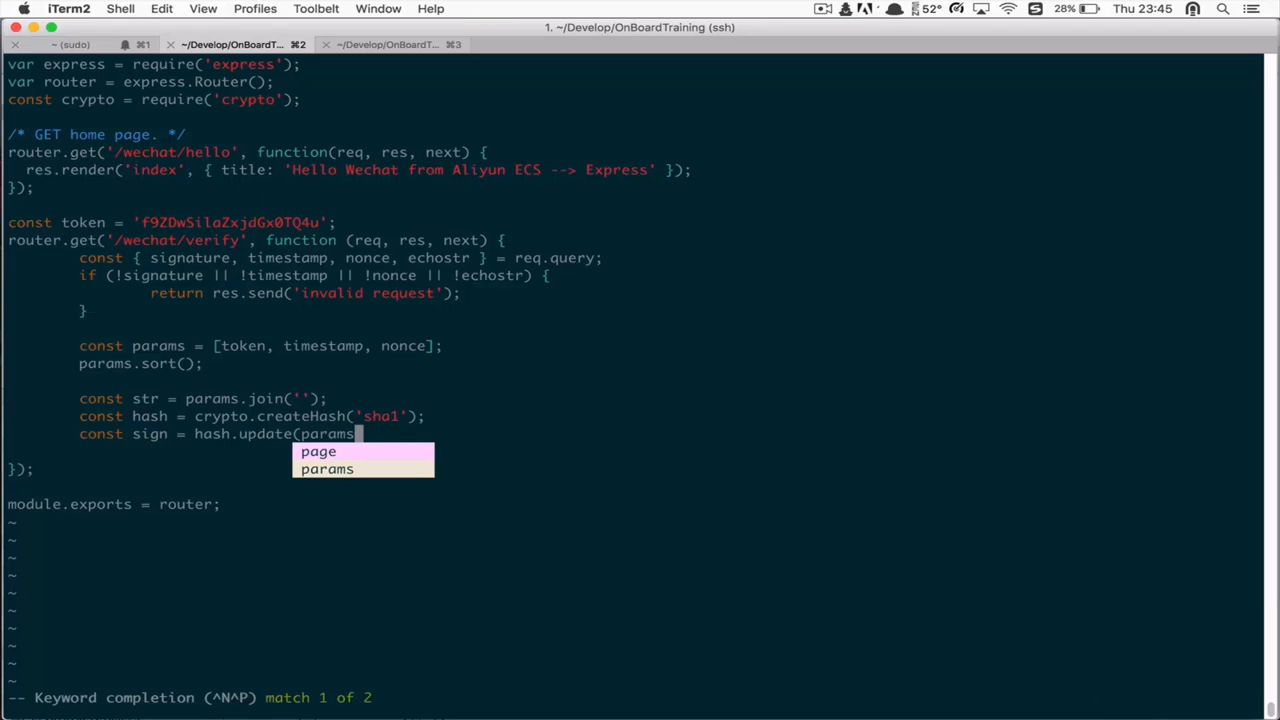 iTerm2 Shell Edit View Profiles Toolbelt Window Help 52° 28% Thu 23:45
1. ~/Develop/OnBoardTraining (ssh)
~ (sudo) ⌘1 ~/Develop/OnBoardT... ⌘2 ~/Develop/OnBoardT... ⌘3
var express = require('express');
var router = express.Router();
const crypto = require('crypto');
/* GET home page. */
router.get('/wechat/hello', function(req, res, next) {
  res.render('index', { title: 'Hello Wechat from Aliyun ECS --> Express' });
});
const token = 'f9ZDwSilaZxjdGx0TQ4u';
router.get('/wechat/verify', function (req, res, next) {
        const { signature, timestamp, nonce, echostr } = req.query;
        if (!signature || !timestamp || !nonce || !echostr) {
                return res.send('invalid request');
        }
        const params = [token, timestamp, nonce];
        params.sort();
        const str = params.join('');
        const hash = crypto.createHash('sha1');
        const sign = hash.update(params
page
params
});
module.exports = router;
~
~
~
~
~
~
~
~
~
~
-- Keyword completion (^N^P) match 1 of 2